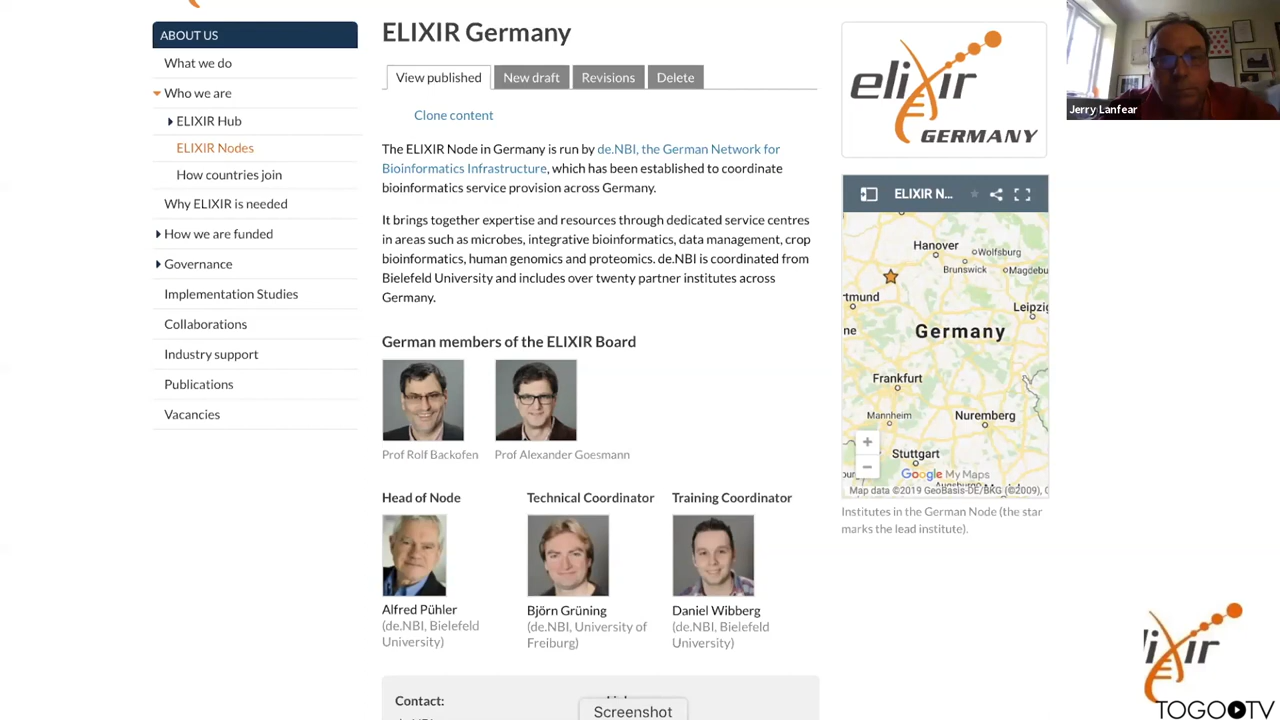 ABOUT US
What we do
Who we are
ELIXIR Hub
ELIXIR Nodes
How countries join
Why ELIXIR is needed
How we are funded
Governance
Implementation Studies
Collaborations
Industry support
Publications
Vacancies
ELIXIR Germany
View published
New draft
Revisions
Delete
Clone content
The ELIXIR Node in Germany is run by de.NBI, the German Network for
Bioinformatics Infrastructure, which has been established to coordinate
bioinformatics service provision across Germany.
It brings together expertise and resources through dedicated service centres
in areas such as microbes, integrative bioinformatics, data management, crop
bioinformatics, human genomics and proteomics. de.NBI is coordinated from
Bielefeld University and includes over twenty partner institutes across
Germany.
German members of the ELIXIR Board
Prof Rolf Backofen
Prof Alexander Goesmann
Head of Node
Technical Coordinator
Training Coordinator
Alfred Pühler
(de.NBI, Bielefeld
University)
Björn Grüning
(de.NBI, University of
Freiburg)
Daniel Wibberg
(de.NBI, Bielefeld
University)
Contact:
Screenshot
elixir
GERMANY
ELIXIR N...
Hanover
Wolfsburg
Brunswick
Magdebu
rtmund
Leipzig
ne
Germany
Frankfurt
Mannheim
Nuremberg
Stuttgart
Google My Maps
Map data ©2019 GeoBasis-DE/BKG (©2009), G
Institutes in the German Node (the star
marks the lead institute).
Jerry Lanfear
lixir
TOGO TV